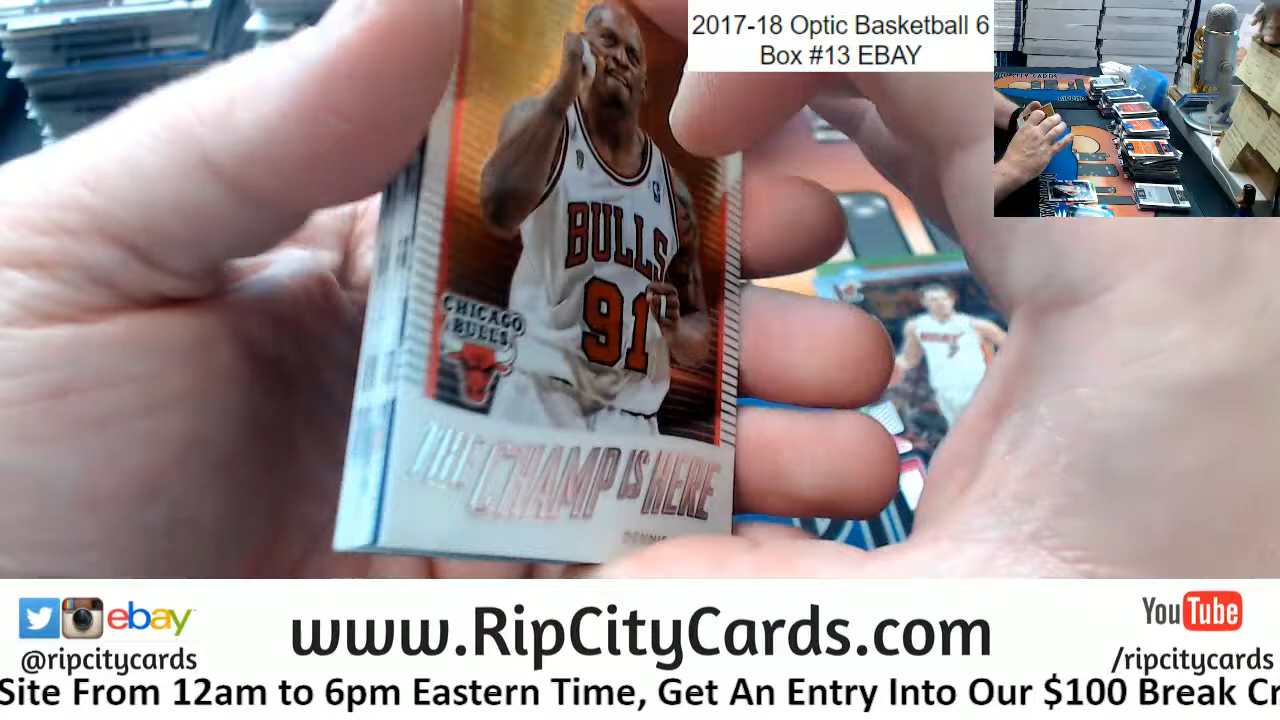 2017-18 Optic Basketball 6
Box #13 EBAY
BULLS
91
CHICAGO
BULLS
THE CHAMP IS HERE
7
ebay
www.RipCityCards.com
YouTube
@ripcitycards
/ripcitycards
Site From 12am to 6pm Eastern Time, Get An Entry Into Our $100 Break